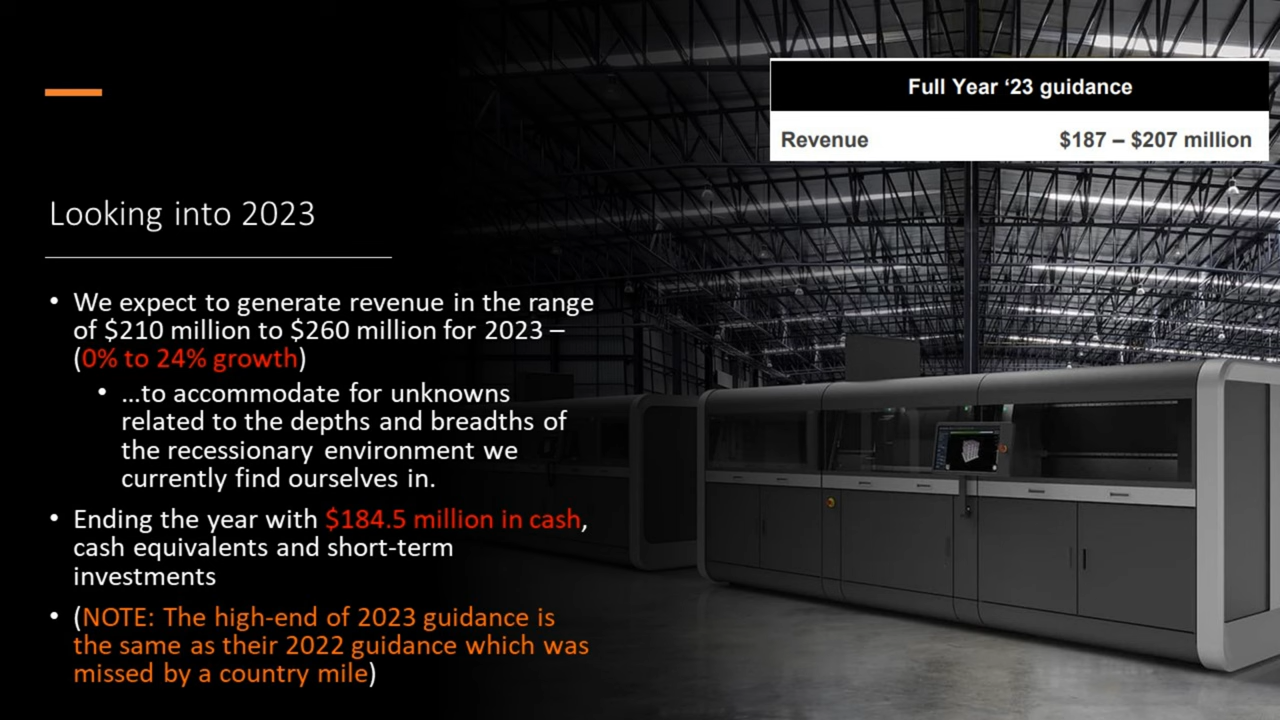 Full Year ‘23 guidance
Revenue $187 – $207 million
Looking into 2023
• We expect to generate revenue in the range
of $210 million to $260 million for 2023 –
(0% to 24% growth)
• …to accommodate for unknowns
related to the depths and breadths of
the recessionary environment we
currently find ourselves in.
• Ending the year with $184.5 million in cash,
cash equivalents and short-term
investments
• (NOTE: The high-end of 2023 guidance is
the same as their 2022 guidance which was
missed by a country mile)